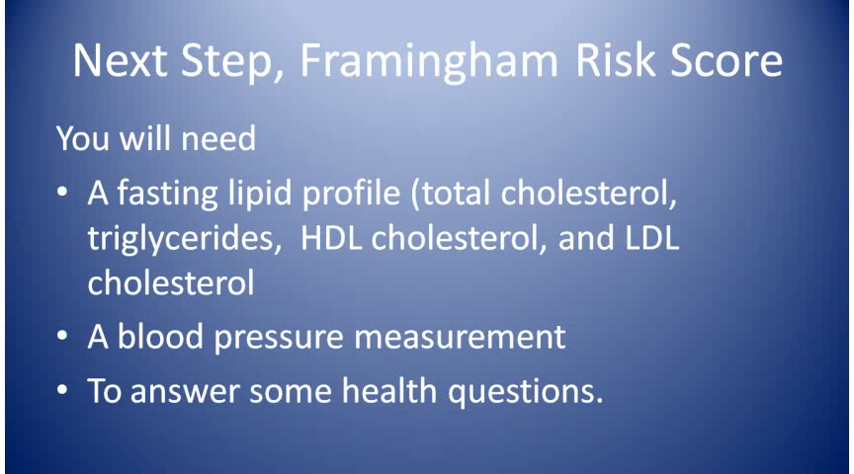 Next Step, Framingham Risk Score
You will need
• A fasting lipid profile (total cholesterol,
triglycerides,  HDL cholesterol, and LDL
cholesterol
• A blood pressure measurement
• To answer some health questions.